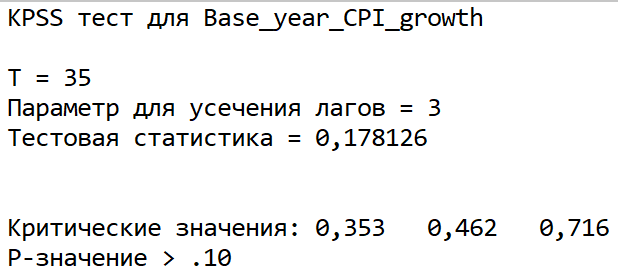 KPSS тест для Base_year_CPI_growth
T = 35
Параметр для усечения лагов = 3
Тестовая статистика = 0,178126
Критические значения: 0,353 0,462 0,716
P-значение > .10